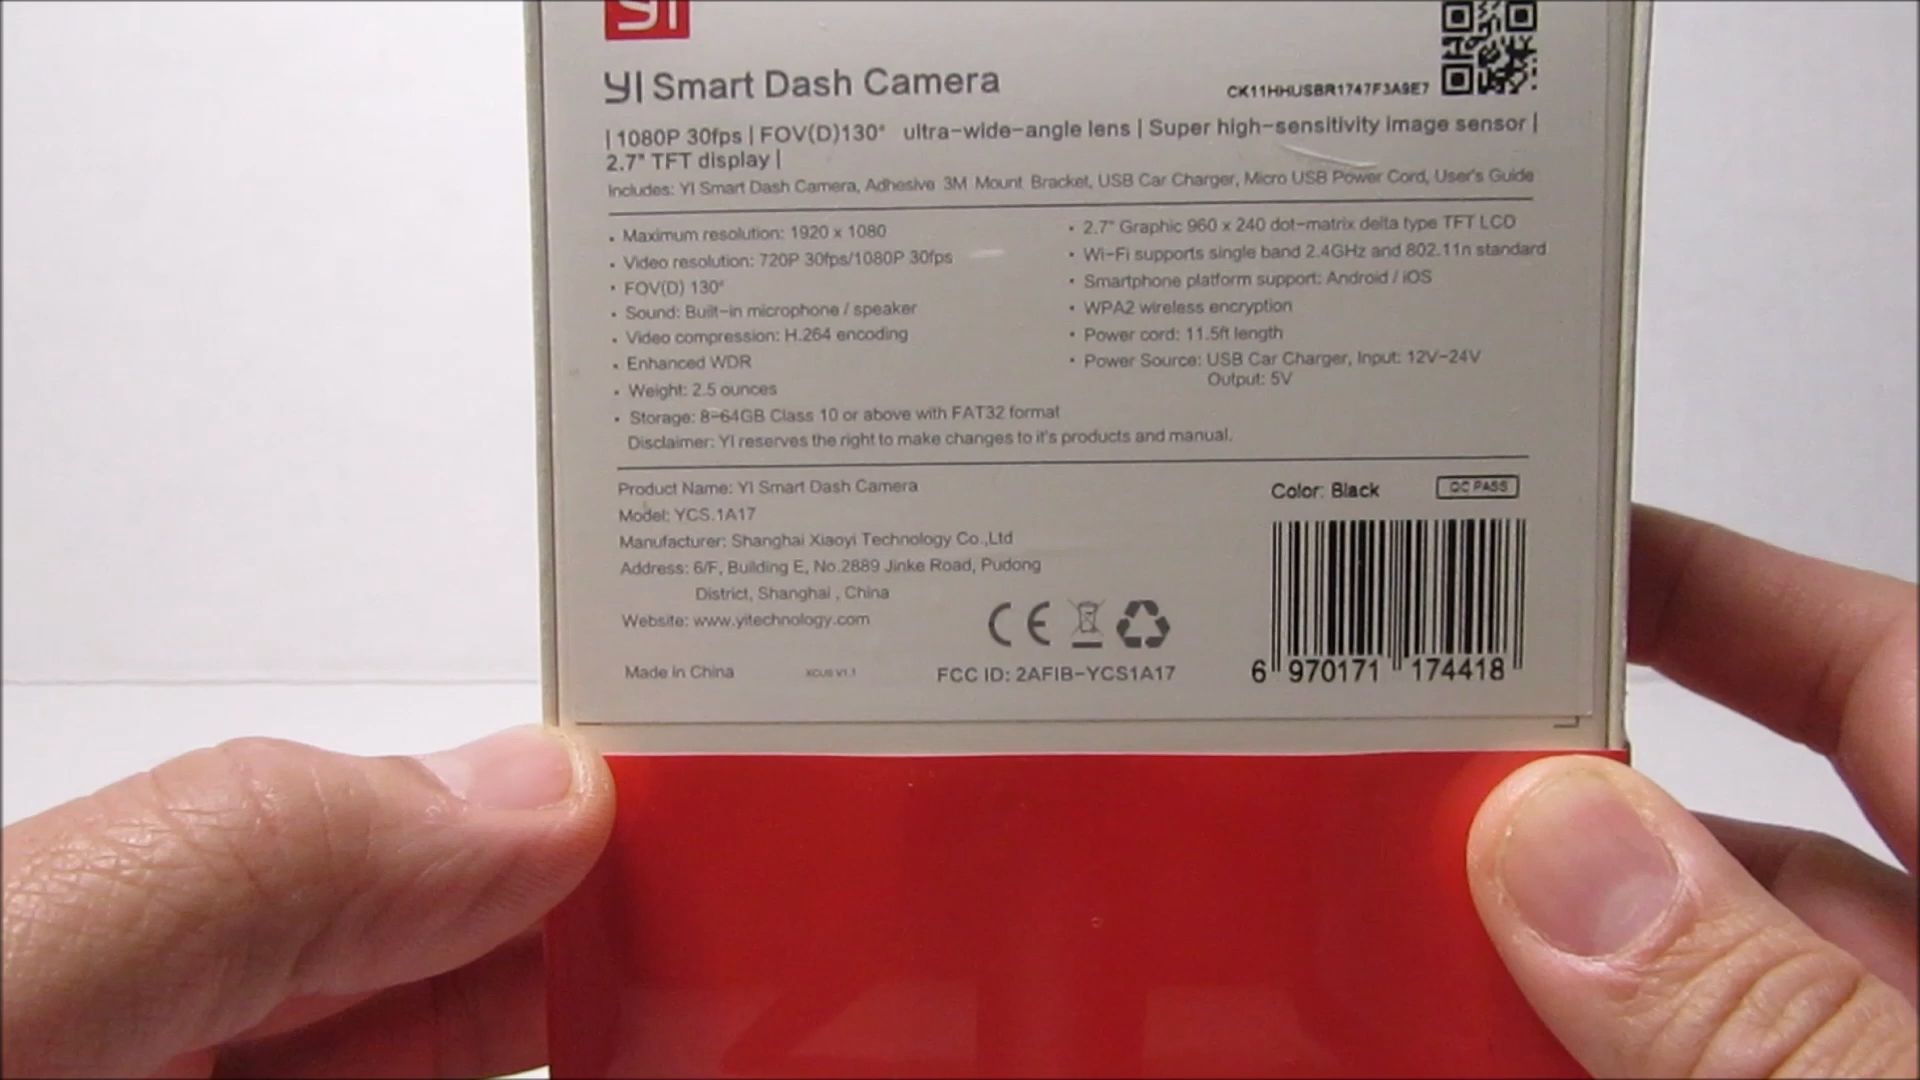 YI
YI Smart Dash Camera
CK11HHUSBR1747F3A9E7
| 1080P 30fps | FOV(D)130° ultra-wide-angle lens | Super high-sensitivity image sensor |
2.7" TFT display |
Includes: YI Smart Dash Camera, Adhesive 3M Mount Bracket, USB Car Charger, Micro USB Power Cord, User's Guide
• Maximum resolution: 1920 x 1080
• Video resolution: 720P 30fps/1080P 30fps
• FOV(D) 130°
• Sound: Built-in microphone / speaker
• Video compression: H.264 encoding
• Enhanced WDR
• Weight: 2.5 ounces
• Storage: 8-64GB Class 10 or above with FAT32 format
• 2.7" Graphic 960 x 240 dot-matrix delta type TFT LCD
• Wi-Fi supports single band 2.4GHz and 802.11n standard
• Smartphone platform support: Android / iOS
• WPA2 wireless encryption
• Power cord: 11.5ft length
• Power Source: USB Car Charger, Input: 12V-24V
Output: 5V
Disclaimer: YI reserves the right to make changes to it's products and manual.
Product Name: YI Smart Dash Camera
Model: YCS.1A17
Manufacturer: Shanghai Xiaoyi Technology Co.,Ltd
Address: 6/F, Building E, No.2889 Jinke Road, Pudong
District, Shanghai , China
Website: www.yitechnology.com
Made in China
XCUS V1.1
CE
FCC ID: 2AFIB-YCS1A17
Color: Black
QC PASS
6 970171 174418